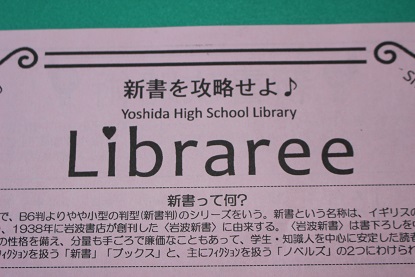 新書を攻略せよ♪
Yoshida High School Library
Libraree
新書って何?
で、B6判よりやや小型の判型(新書判)のシリーズをいう。新書という名称は、イギリスの
、1938年に岩波書店が創刊した〈岩波新書〉に由来する。〈岩波新書〉は書下ろしを中
の性格を備え、分量も手ごろで廉価なこともあって、学生・知識人を中心に安定した読者
フィクションを扱う「新書」「ブックス」と、主にフィクションを扱う「ノベルズ」の2つにわけられ